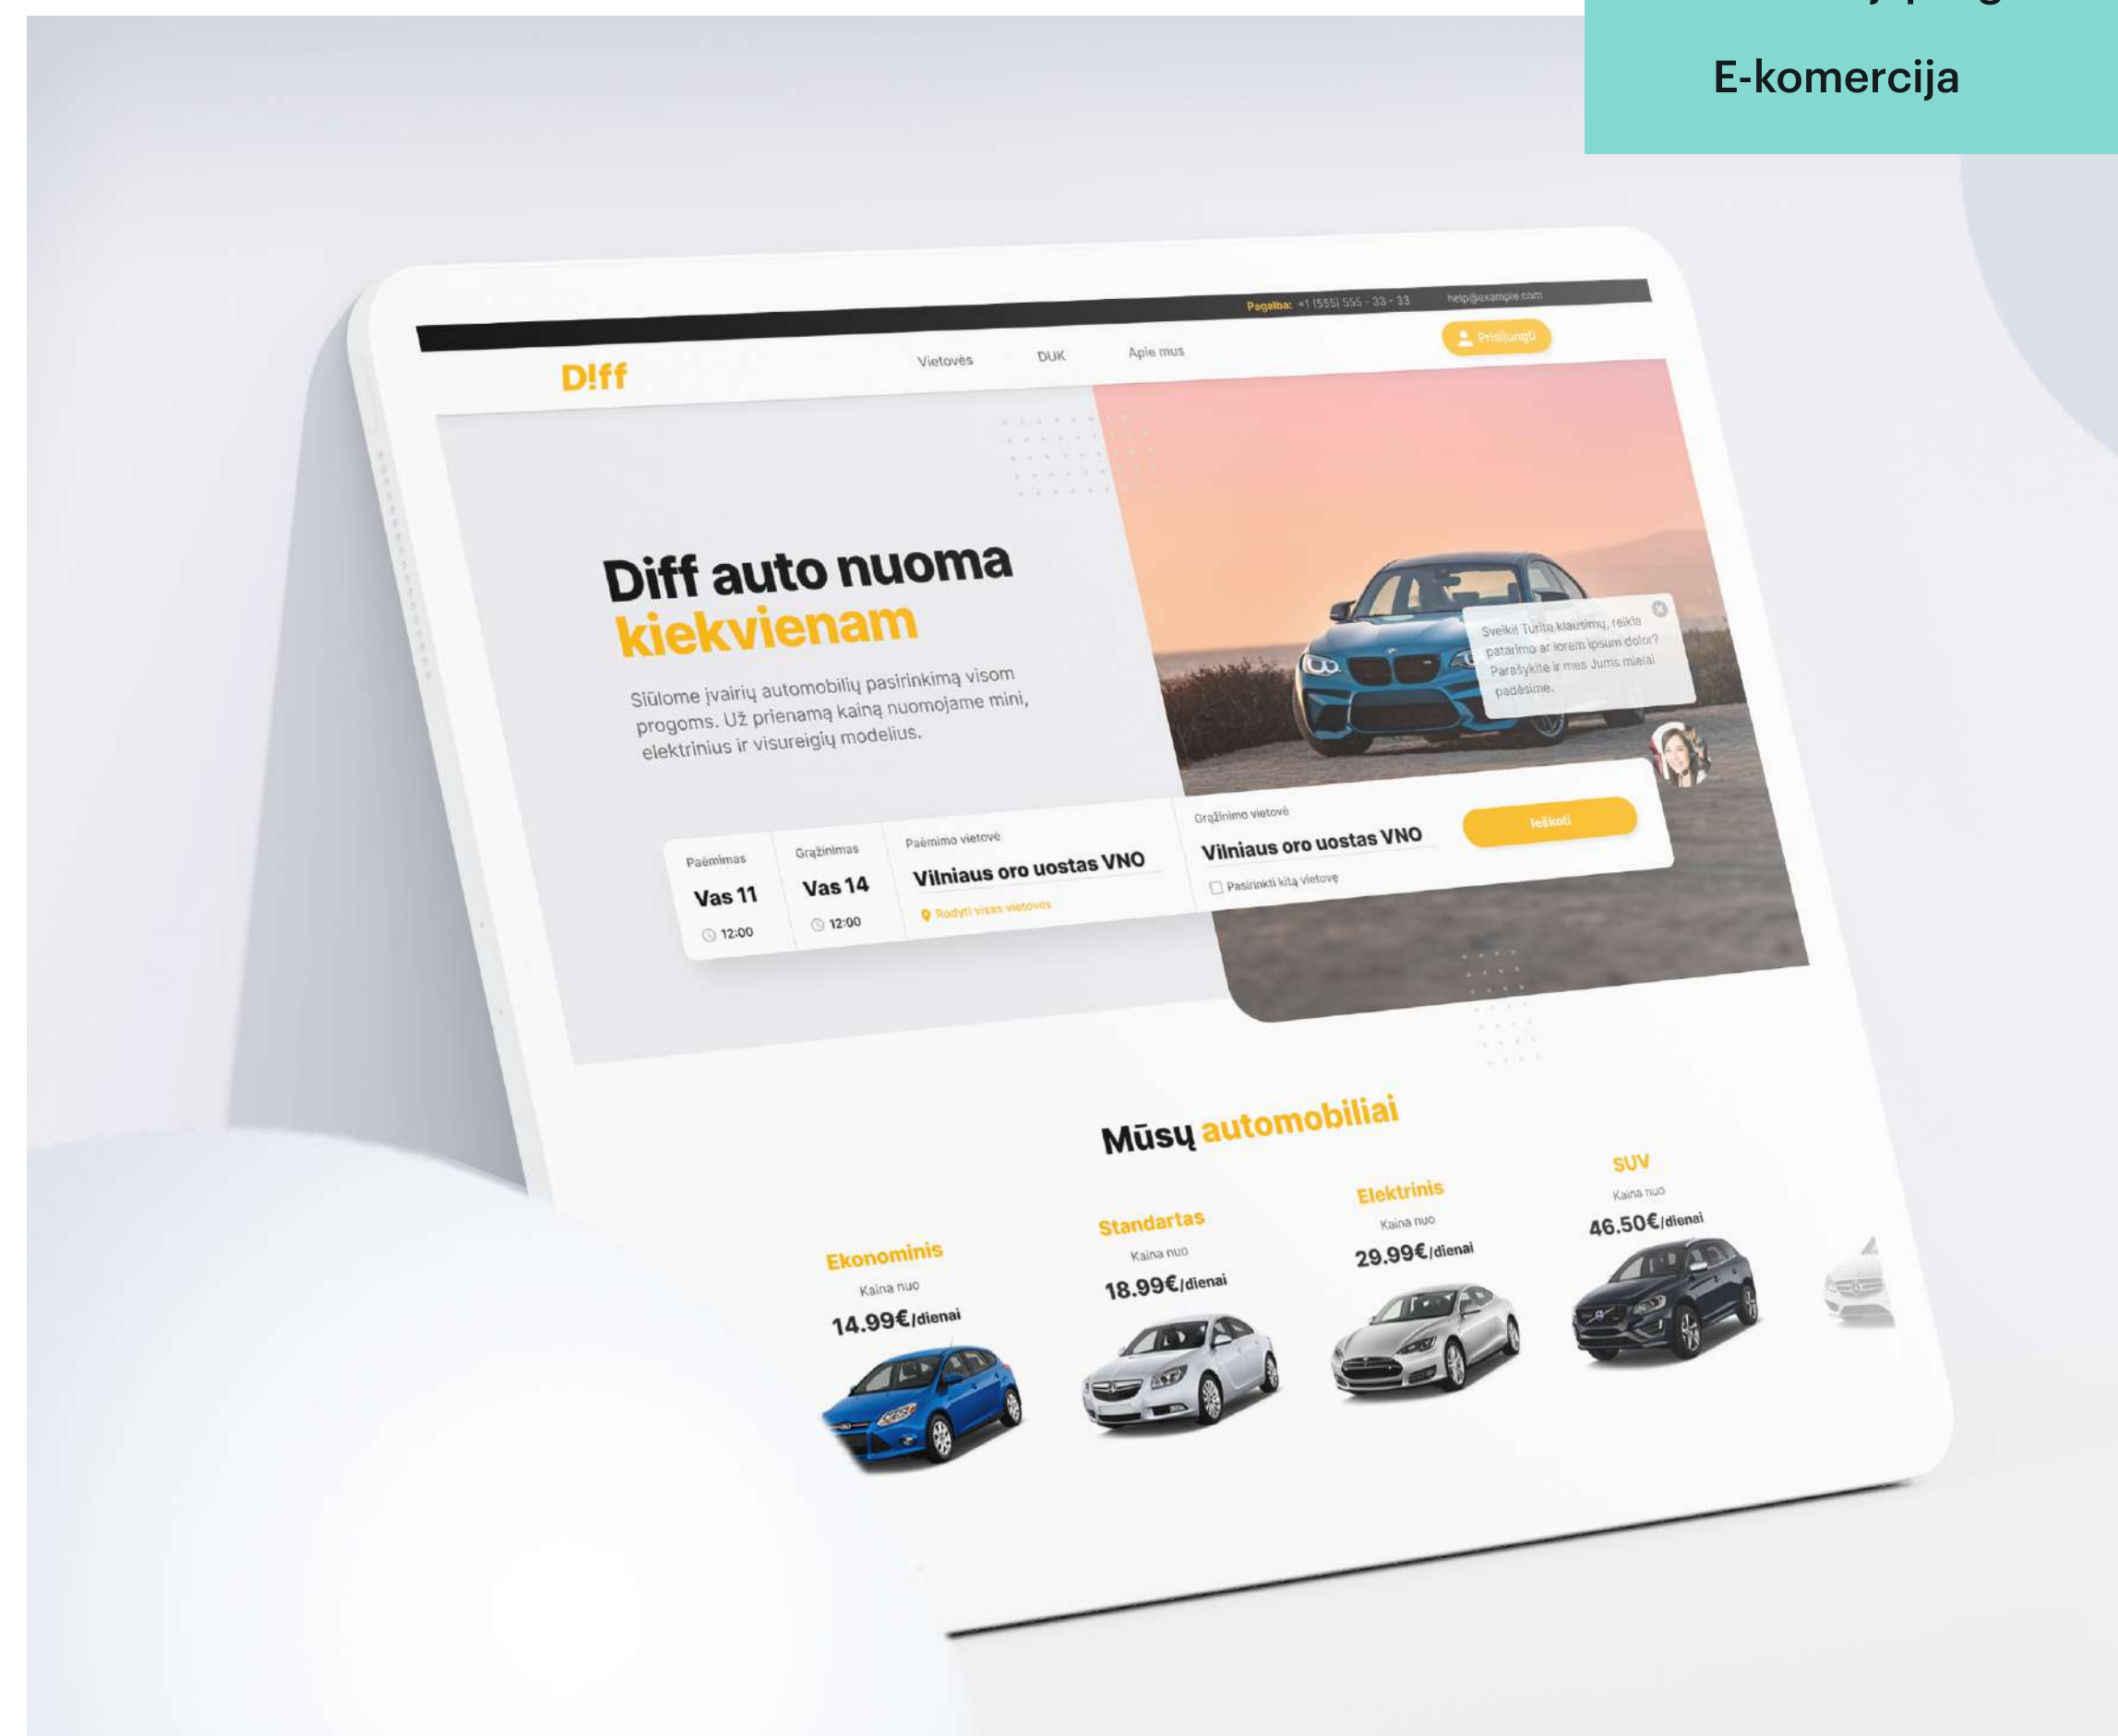 E-komercija
Pagalba: +1 (555) 555 - 33 - 33 help@example.com
D!ff
Vietovės DUK Apie mus Prisijungti
Diff auto nuoma
kiekvienam
Siūlome įvairių automobilių pasirinkimą visom
progoms. Už prienamą kainą nuomojame mini,
elektrinius ir visureigių modelius.
Sveiki! Turite klausimų, reikia
patarimo ar lorem ipsum dolor?
Parašykite ir mes Jums mielai
padėsime.
Paėmimas
Vas 11
12:00
Grąžinimas
Vas 14
12:00
Paėmimo vietovė
Vilniaus oro uostas VNO
Rodyti visas vietoves
Grąžinimo vietovė
Vilniaus oro uostas VNO
Pasirinkti kitą vietovę
Ieškoti
Mūsų automobiliai
Ekonominis
Kaina nuo
14.99€/dienai
Standartas
Kaina nuo
18.99€/dienai
Elektrinis
Kaina nuo
29.99€/dienai
SUV
Kaina nuo
46.50€/dienai